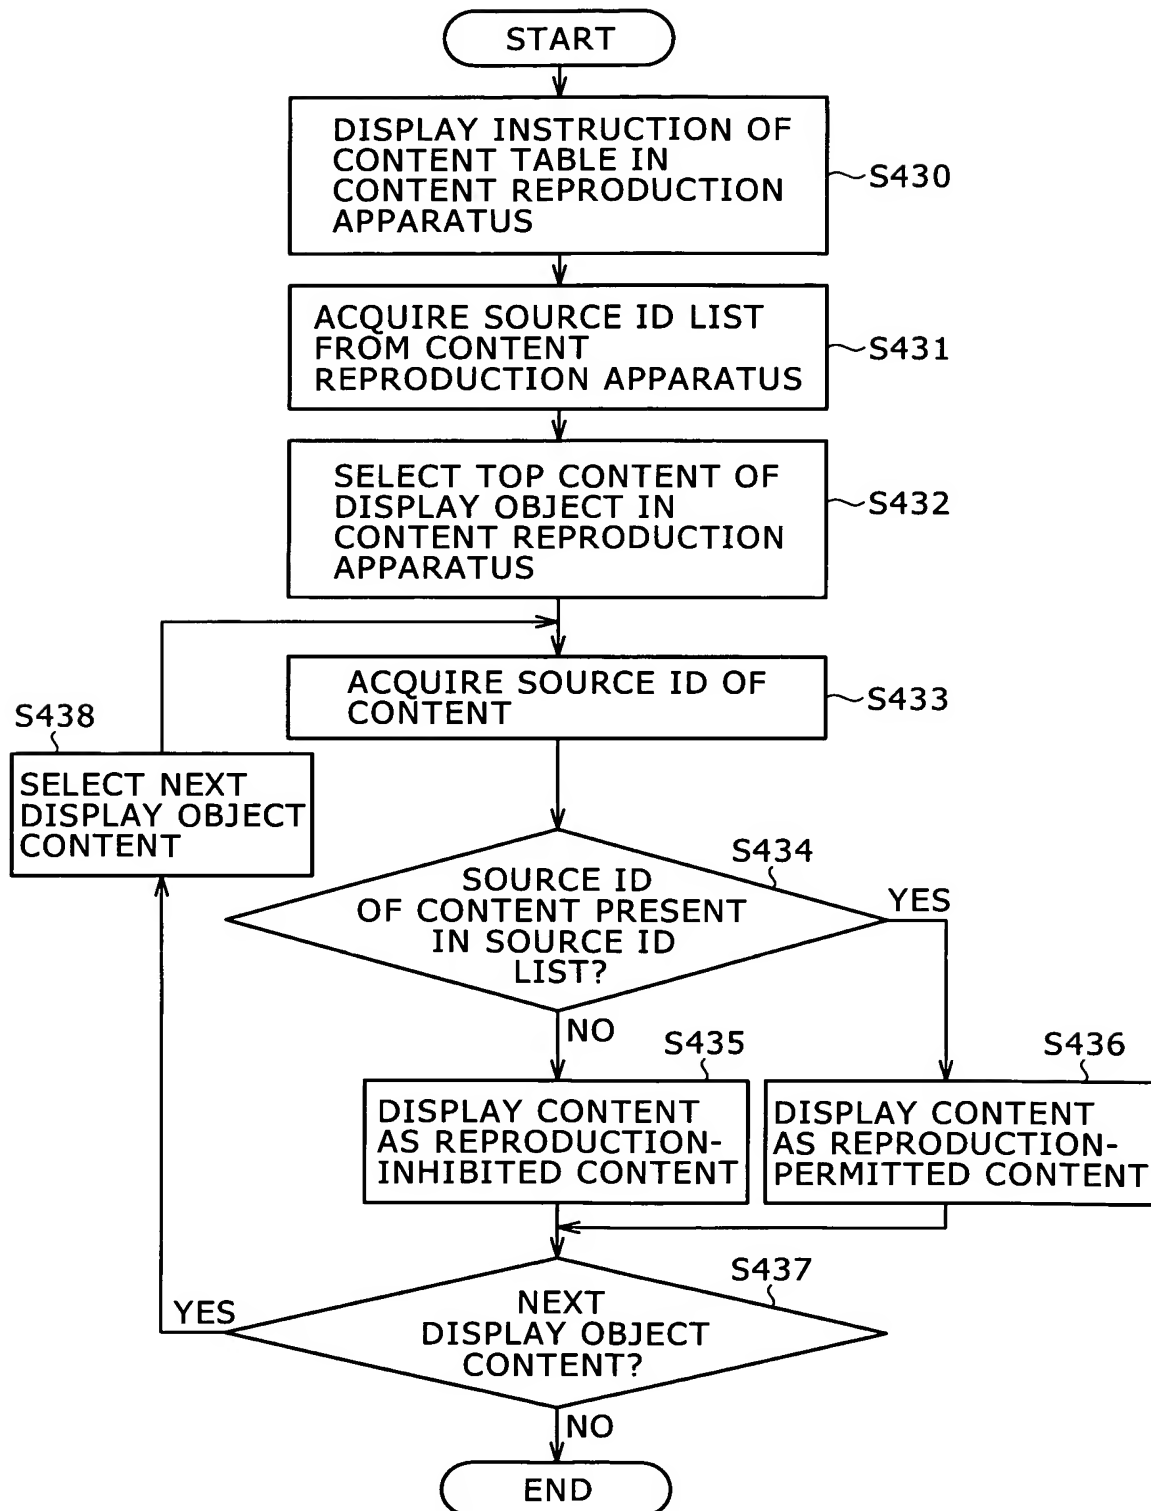 START
DISPLAY INSTRUCTION OF
CONTENT TABLE IN
CONTENT REPRODUCTION
APPARATUS
S430
ACQUIRE SOURCE ID LIST
FROM CONTENT
REPRODUCTION APPARATUS
S431
SELECT TOP CONTENT OF
DISPLAY OBJECT IN
CONTENT REPRODUCTION
APPARATUS
S432
ACQUIRE SOURCE ID OF
CONTENT
S433
S438
SELECT NEXT
DISPLAY OBJECT
CONTENT
S434
SOURCE ID
OF CONTENT PRESENT
IN SOURCE ID
LIST?
YES
NO
S435
DISPLAY CONTENT
AS REPRODUCTION-
INHIBITED CONTENT
S436
DISPLAY CONTENT
AS REPRODUCTION-
PERMITTED CONTENT
S437
NEXT
DISPLAY OBJECT
CONTENT?
YES
NO
END